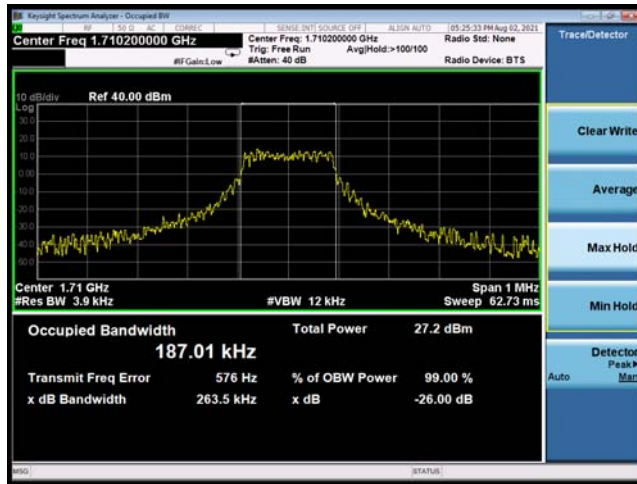 Keysight Spectrum Analyzer - Occupied BW
RF 50 Ω AC CORREC SENSE:INT SOURCE OFF ALIGN AUTO 05:25:33 PM Aug 02, 2021
Center Freq 1.710200000 GHz
Center Freq: 1.710200000 GHz
Radio Std: None
Trace/Detector
Trig: Free Run Avg|Hold:>100/100
#IFGain:Low #Atten: 40 dB Radio Device: BTS
10 dB/div Ref 40.00 dBm
Log
30.0
20.0
10.0
0.00
10.0
20.0
30.0
40.0
50.0
Center 1.71 GHz Span 1 MHz
#Res BW 3.9 kHz #VBW 12 kHz Sweep 62.73 ms
Occupied Bandwidth Total Power 27.2 dBm
187.01 kHz
Transmit Freq Error 576 Hz % of OBW Power 99.00 %
x dB Bandwidth 263.5 kHz x dB -26.00 dB
Clear Write
Average
Max Hold
Min Hold
Detector
Peak
Auto Man
MSG STATUS